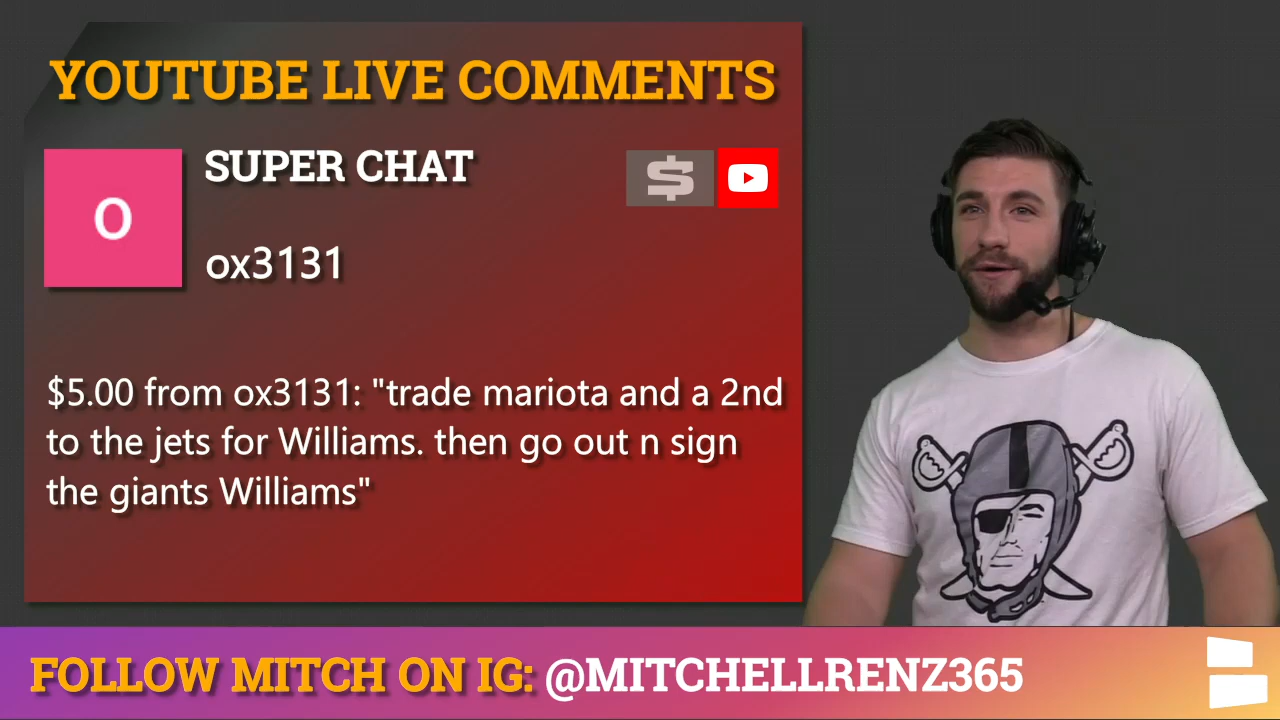 YOUTUBE LIVE COMMENTS
O
SUPER CHAT
$
ox3131
$5.00 from ox3131: "trade mariota and a 2nd
to the jets for Williams. then go out n sign
the giants Williams"
FOLLOW MITCH ON IG: @MITCHELLRENZ365